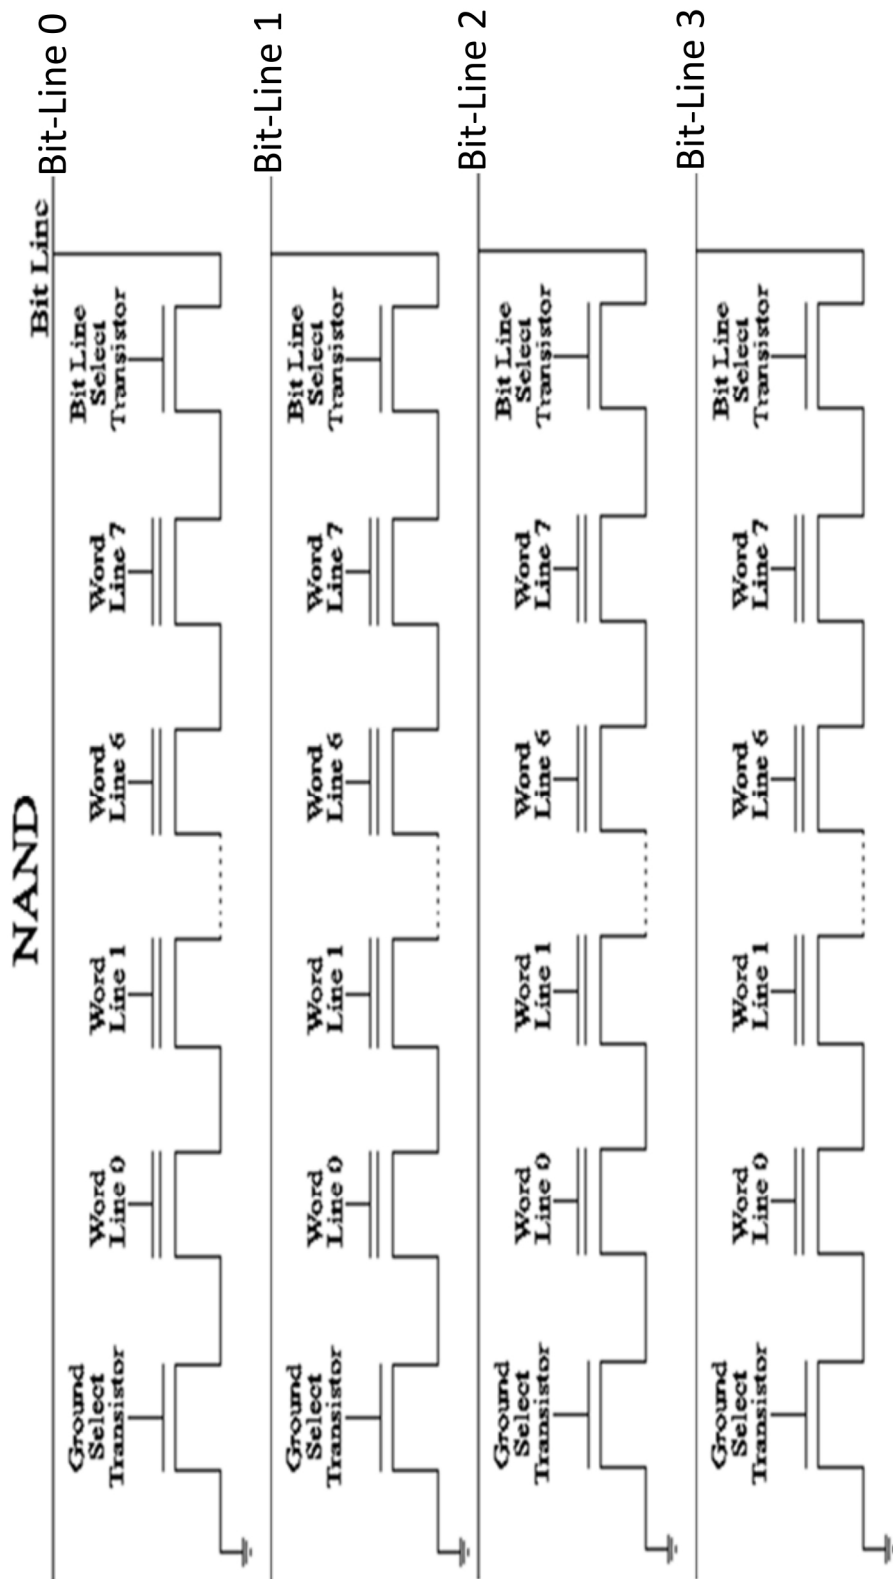 NAND
Bit Line
Bit-Line 0
Ground
Select
Transistor
Word
Line 0
Word
Line 1
Word
Line 6
Word
Line 7
Bit Line
Select
Transistor
Bit-Line 1
Ground
Select
Transistor
Word
Line 0
Word
Line 1
Word
Line 6
Word
Line 7
Bit Line
Select
Transistor
Bit-Line 2
Ground
Select
Transistor
Word
Line 0
Word
Line 1
Word
Line 6
Word
Line 7
Bit Line
Select
Transistor
Bit-Line 3
Ground
Select
Transistor
Word
Line 0
Word
Line 1
Word
Line 6
Word
Line 7
Bit Line
Select
Transistor